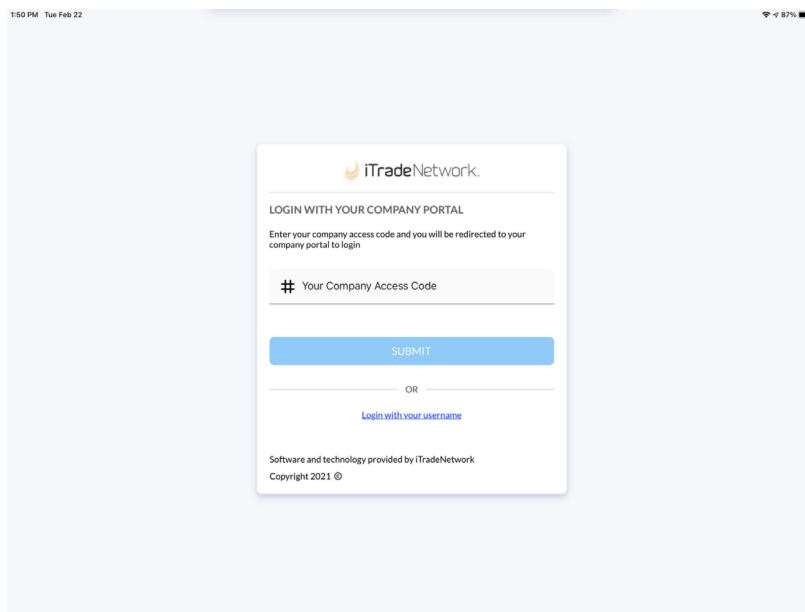 1:50 PM Tue Feb 22
87%
iTradeNetwork.
LOGIN WITH YOUR COMPANY PORTAL
Enter your company access code and you will be redirected to your
company portal to login
# Your Company Access Code
SUBMIT
OR
Login with your username
Software and technology provided by iTradeNetwork
Copyright 2021 ©